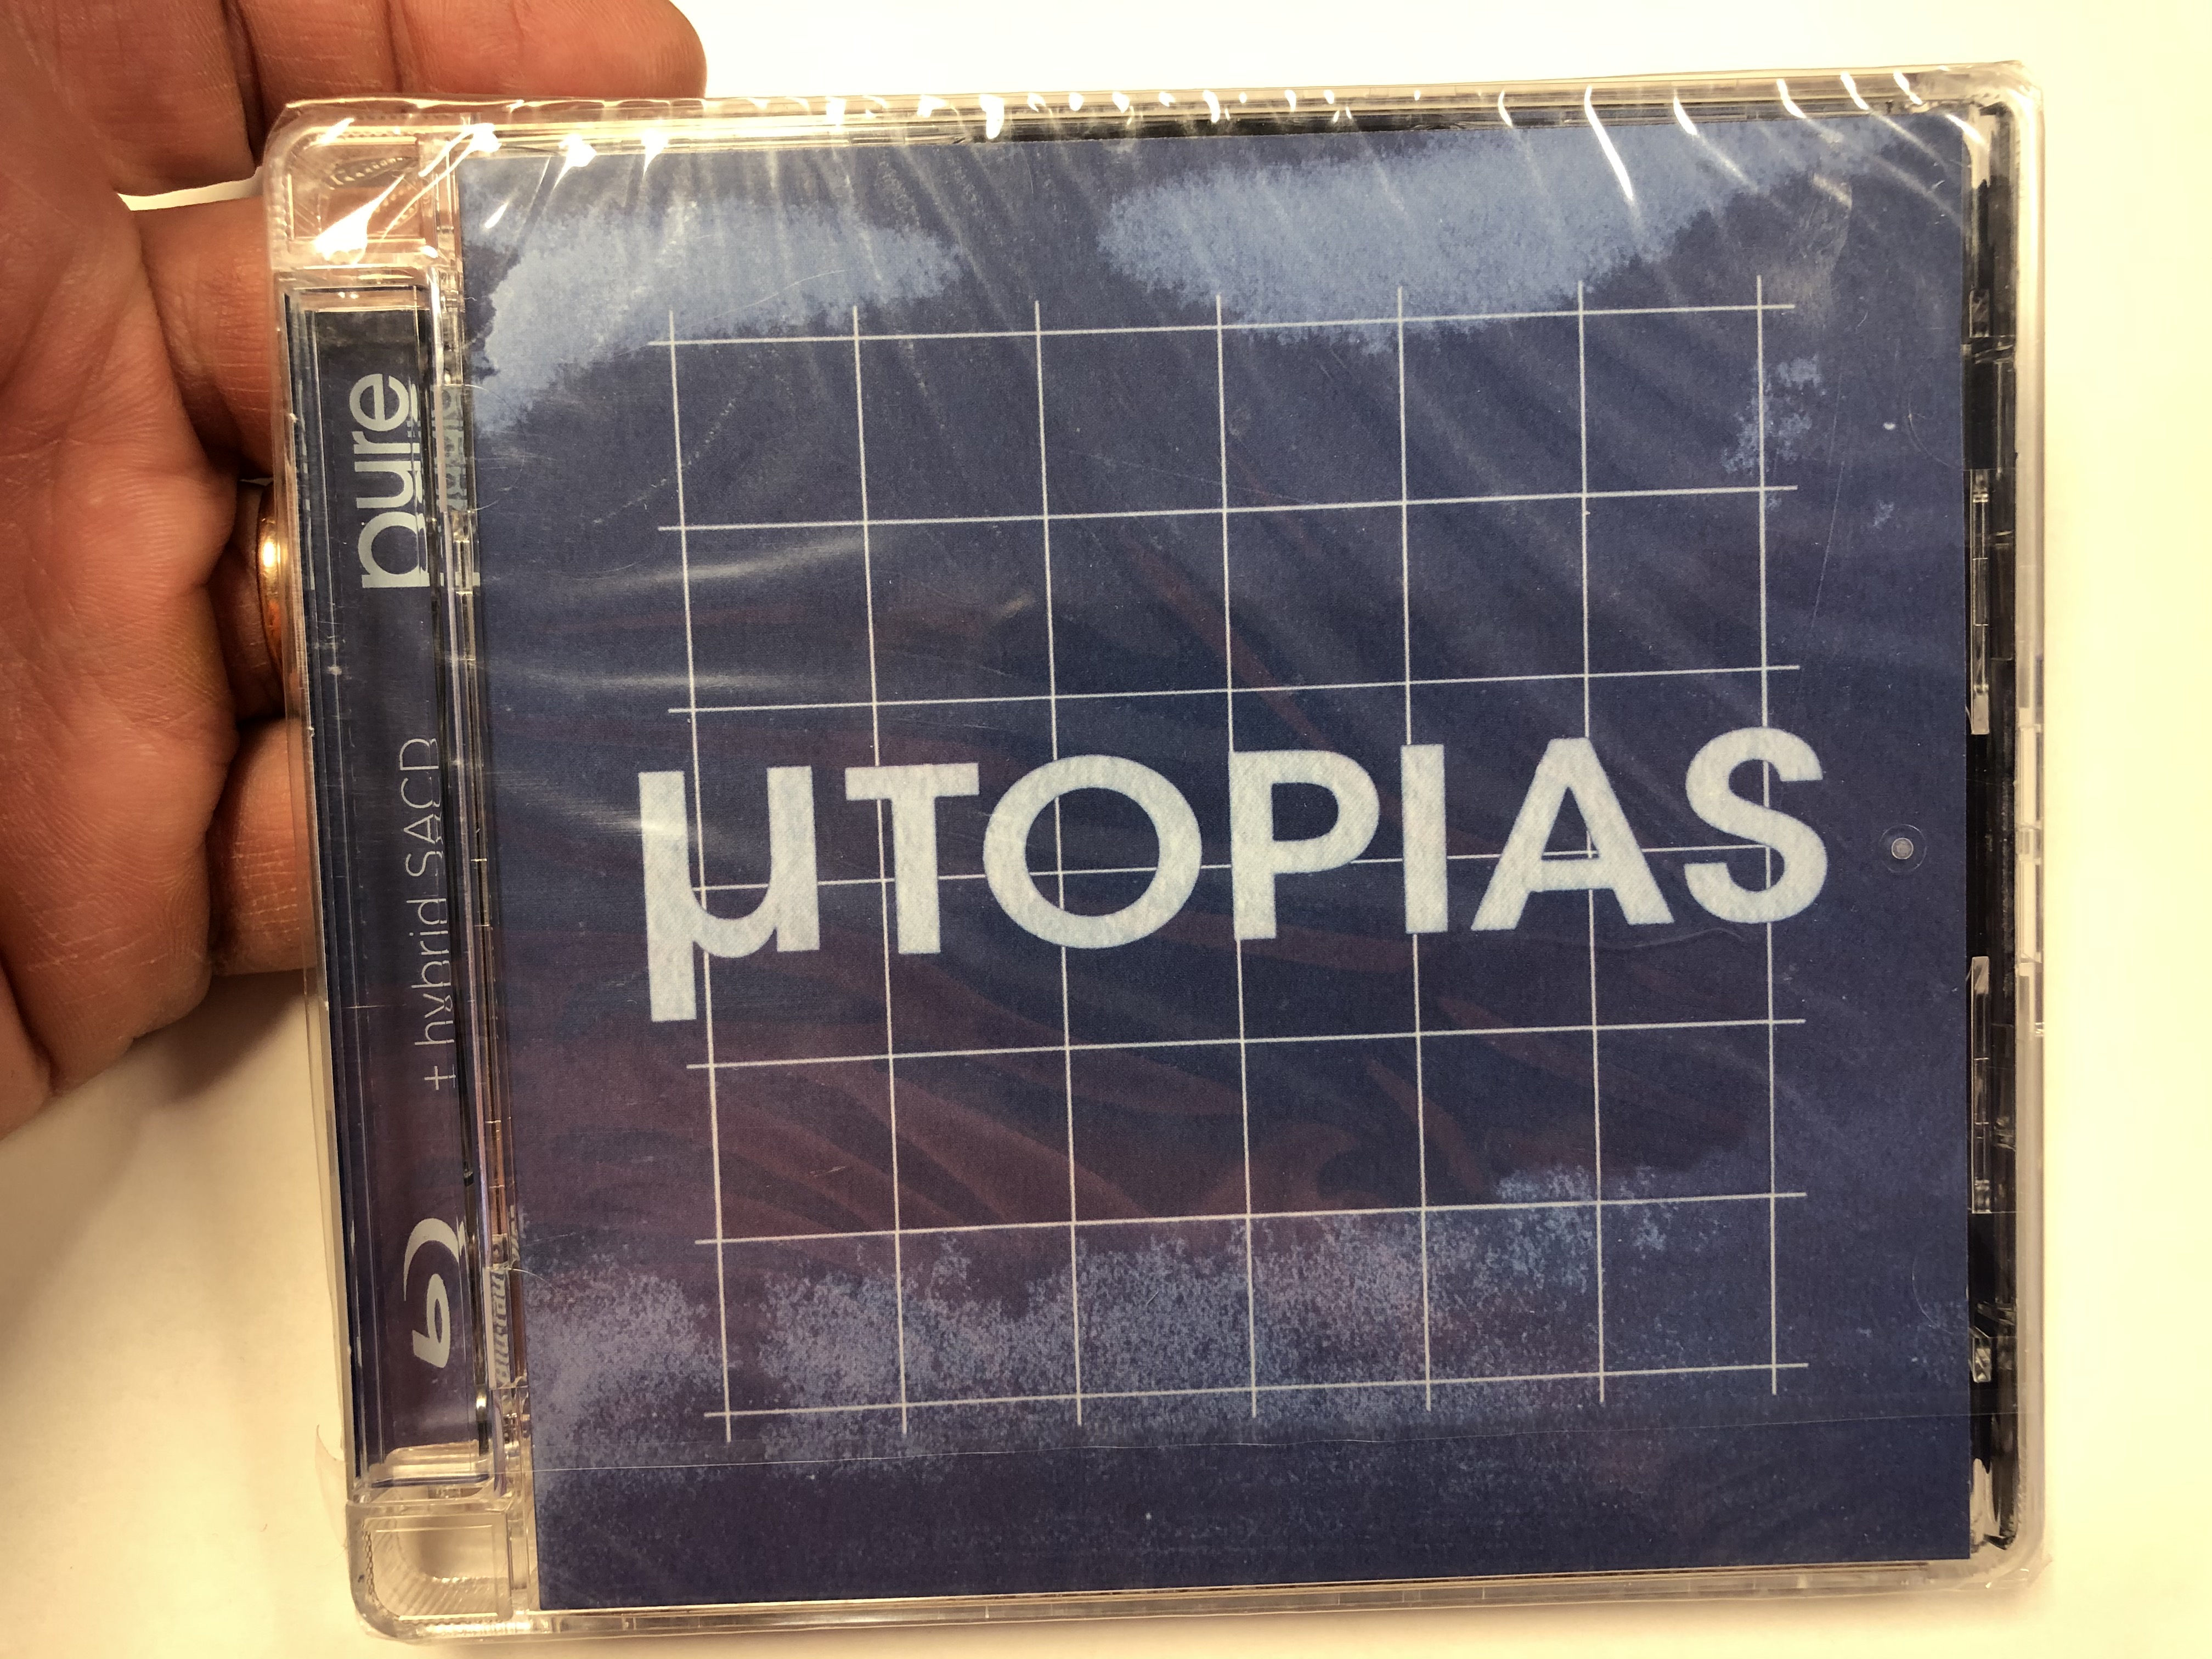 pure
+ hybrid SACD
µTOPIAS